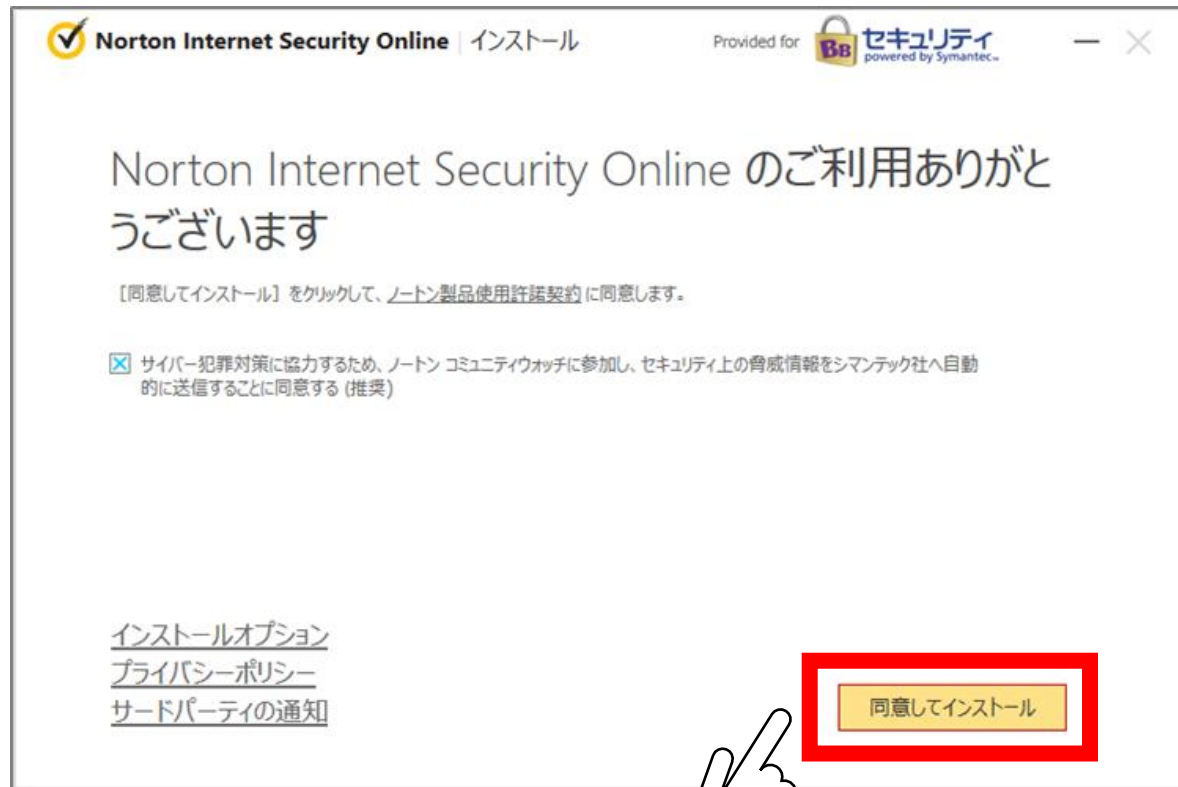 Norton Internet Security Online インストール
Provided for BB セキュリティ
powered by Symantec™
Norton Internet Security Online のご利用ありがと
うございます
［同意してインストール］をクリックして、ノートン製品使用許諾契約 に同意します。
サイバー犯罪対策に協力するため、ノートン コミュニティウォッチに参加し、セキュリティ上の脅威情報をシマンテック社へ自動
的に送信することに同意する (推奨)
インストールオプション
プライバシーポリシー
サードパーティの通知
同意してインストール